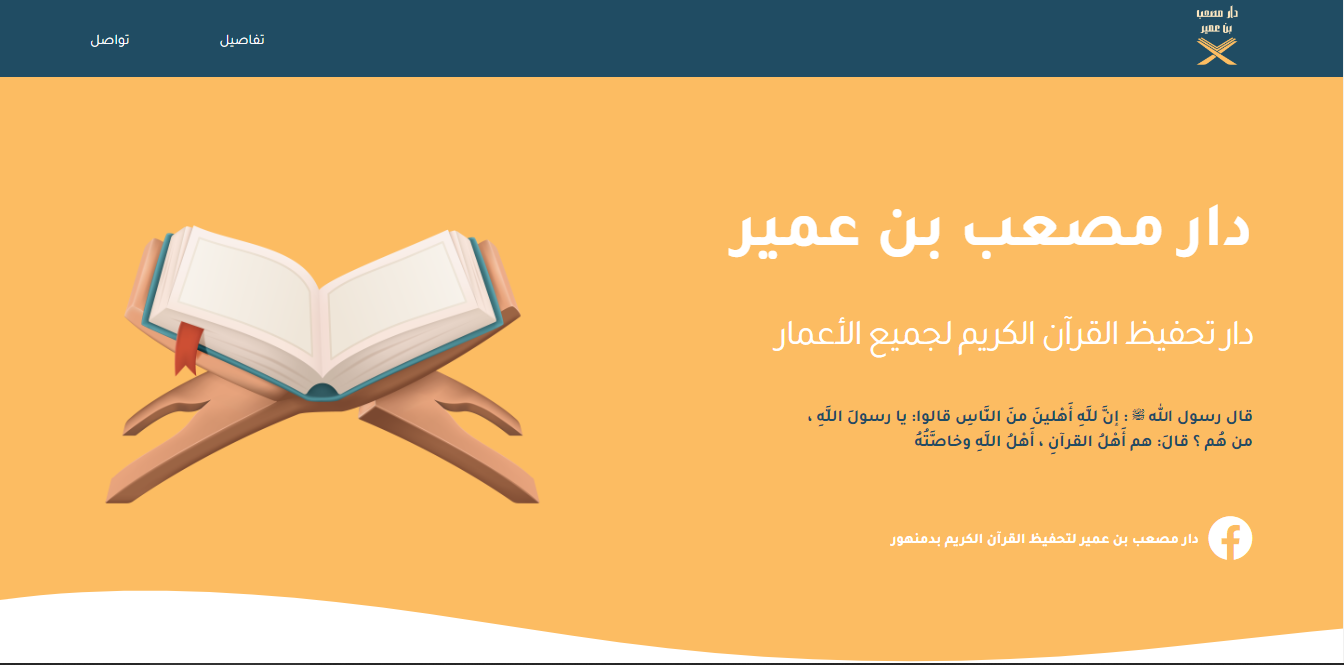 دار مصعب
بن عمير
تفاصيل
تواصل
دار مصعب بن عمير
دار تحفيظ القرآن الكريم لجميع الأعمار
قال رسول الله ﷺ : إنَّ للَّهِ أَهْلينَ منَ النَّاسِ قالوا: يا رسولَ اللَّهِ ،
من هُم ؟ قالَ: هم أَهْلُ القرآنِ ، أَهْلُ اللَّهِ وخاصَّتُهُ
دار مصعب بن عمير لتحفيظ القرآن الكريم بدمنهور